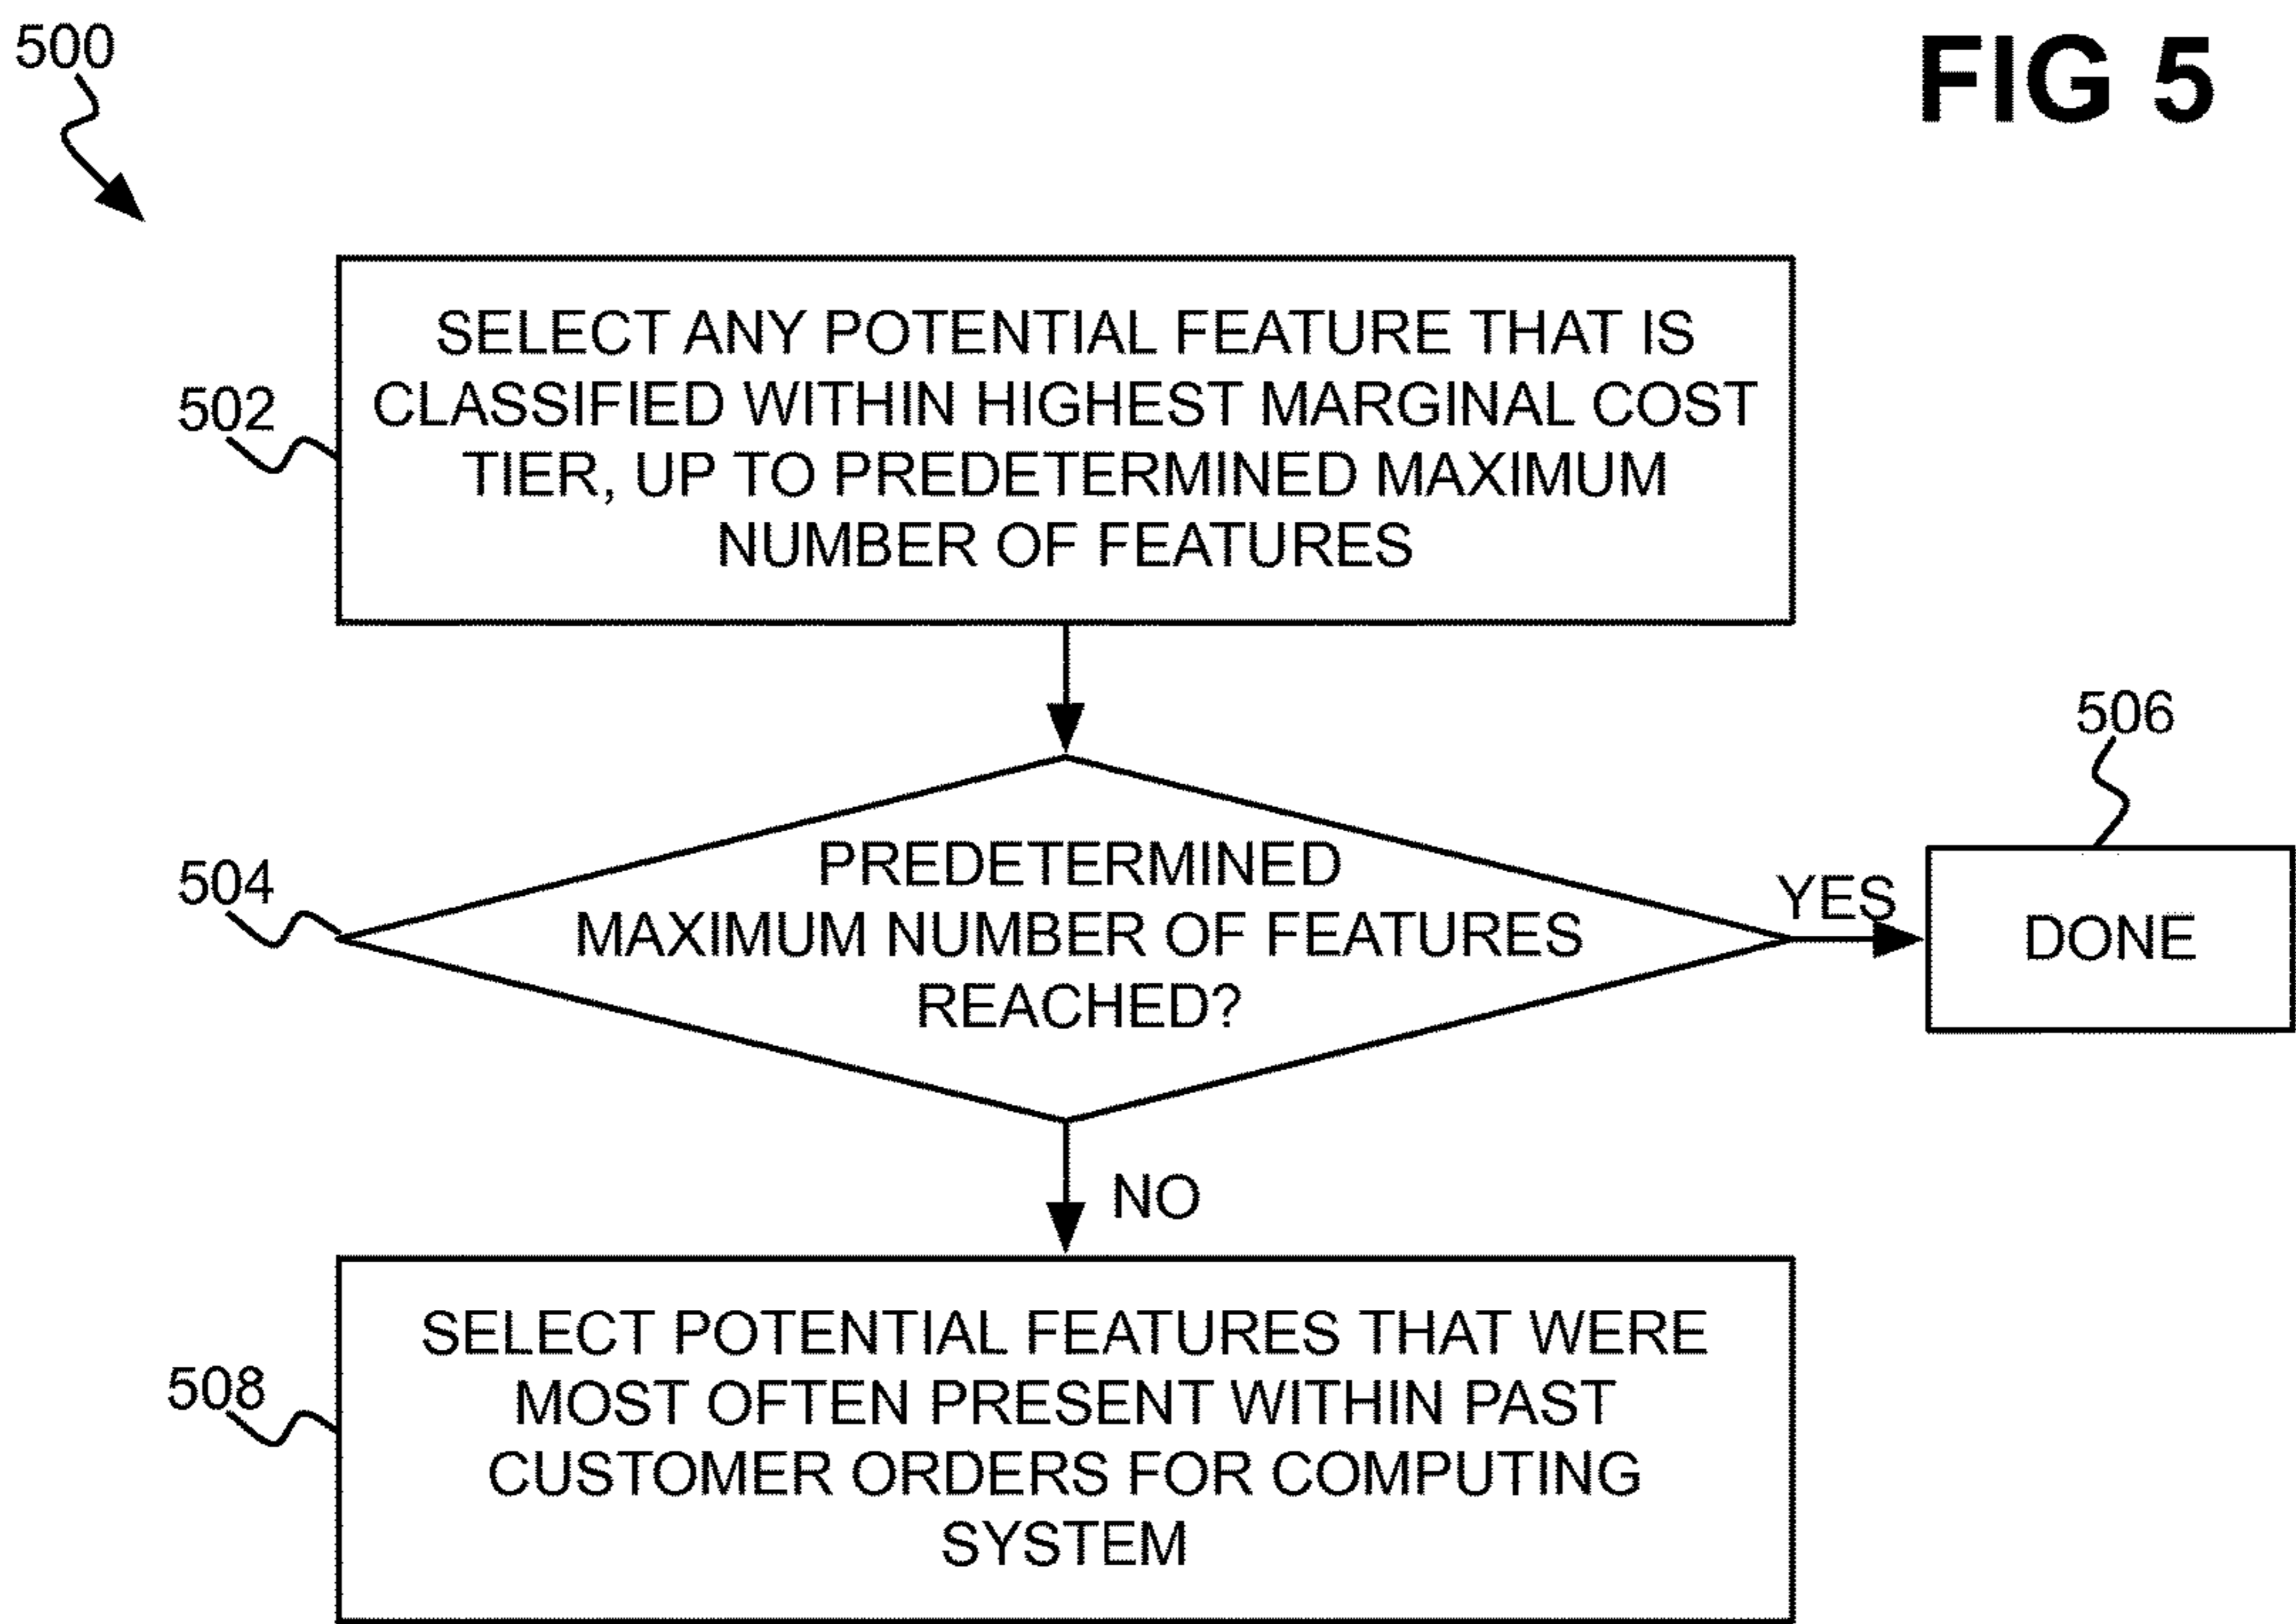 500
FIG 5
SELECT ANY POTENTIAL FEATURE THAT IS
CLASSIFIED WITHIN HIGHEST MARGINAL COST
TIER, UP TO PREDETERMINED MAXIMUM
NUMBER OF FEATURES
502
506
PREDETERMINED
MAXIMUM NUMBER OF FEATURES
REACHED?
504
YES
DONE
NO
SELECT POTENTIAL FEATURES THAT WERE
MOST OFTEN PRESENT WITHIN PAST
CUSTOMER ORDERS FOR COMPUTING
SYSTEM
508